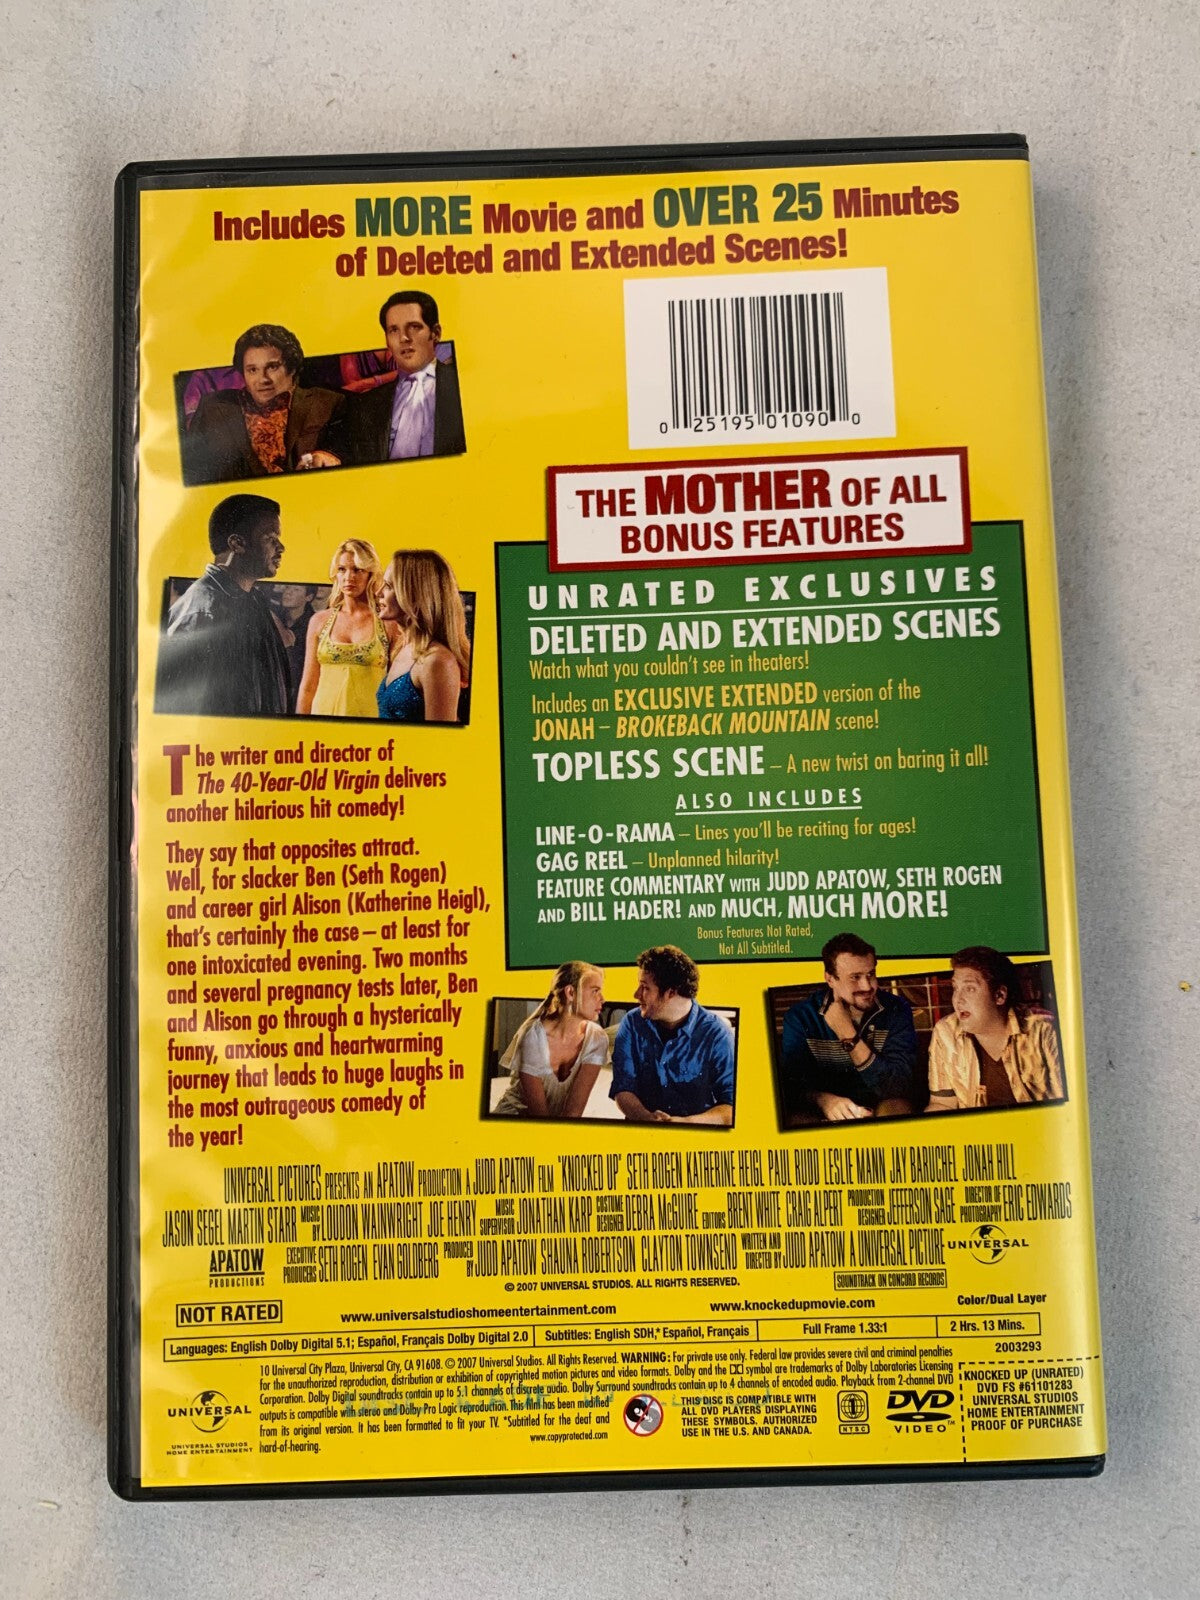 Includes MORE Movie and OVER 25 Minutes
of Deleted and Extended Scenes!
0 25195 01090 0
THE MOTHER OF ALL
BONUS FEATURES
UNRATED EXCLUSIVES
DELETED AND EXTENDED SCENES
Watch what you couldn't see in theaters!
Includes an EXCLUSIVE EXTENDED version of the
JONAH – BROKEBACK MOUNTAIN scene!
TOPLESS SCENE – A new twist on baring it all!
ALSO INCLUDES
LINE-O-RAMA – Lines you'll be reciting for ages!
GAG REEL – Unplanned hilarity!
FEATURE COMMENTARY WITH JUDD APATOW, SETH ROGEN
AND BILL HADER! AND MUCH, MUCH MORE!
Bonus Features Not Rated,
Not All Subtitled.
The writer and director of
The 40-Year-Old Virgin delivers
another hilarious hit comedy!
They say that opposites attract.
Well, for slacker Ben (Seth Rogen)
and career girl Alison (Katherine Heigl),
that's certainly the case – at least for
one intoxicated evening. Two months
and several pregnancy tests later, Ben
and Alison go through a hysterically
funny, anxious and heartwarming
journey that leads to huge laughs in
the most outrageous comedy of
the year!
UNIVERSAL PICTURES PRESENTS AN APATOW PRODUCTION A JUDD APATOW FILM "KNOCKED UP" SETH ROGEN KATHERINE HEIGL PAUL RUDD LESLIE MANN JAY BARUCHEL JONAH HILL
JASON SEGEL MARTIN STARR MUSIC BY LOUDON WAINWRIGHT JOE HENRY MUSIC SUPERVISOR JONATHAN KARP COSTUME DESIGNER DEBRA McGUIRE EDITORS BRENT WHITE CRAIG ALPERT PRODUCTION DESIGNER JEFFERSON SAGE DIRECTOR OF PHOTOGRAPHY ERIC EDWARDS
APATOW PRODUCTIONS EXECUTIVE PRODUCERS SETH ROGEN EVAN GOLDBERG PRODUCED BY JUDD APATOW SHAUNA ROBERTSON CLAYTON TOWNSEND WRITTEN AND DIRECTED BY JUDD APATOW A UNIVERSAL PICTURE UNIVERSAL
© 2007 UNIVERSAL STUDIOS. ALL RIGHTS RESERVED.
SOUNDTRACK ON CONCORD RECORDS
NOT RATED
www.universalstudioshomeentertainment.com
www.knockedupmovie.com
Color/Dual Layer
Languages: English Dolby Digital 5.1; Español, Français Dolby Digital 2.0
Subtitles: English SDH,* Español, Français
Full Frame 1.33:1
2 Hrs. 13 Mins.
2003293
10 Universal City Plaza, Universal City, CA 91608. © 2007 Universal Studios. All Rights Reserved. WARNING: For private use only. Federal law provides severe civil and criminal penalties
for the unauthorized reproduction, distribution or exhibition of copyrighted motion pictures and video formats. Dolby and the DD symbol are trademarks of Dolby Laboratories Licensing
Corporation. Dolby Digital soundtracks contain up to 5.1 channels of discrete audio. Dolby Surround soundtracks contain up to 4 channels of encoded audio. Playback from 2-channel DVD
outputs is compatible with stereo and Dolby Pro Logic reproduction. This film has been modified
from its original version. It has been formatted to fit your TV. *Subtitled for the deaf and
hard-of-hearing.
www.copyprotected.com
UNIVERSAL
UNIVERSAL STUDIOS
HOME ENTERTAINMENT
THIS DISC IS COMPATIBLE WITH
ALL DVD PLAYERS DISPLAYING
THESE SYMBOLS. AUTHORIZED
USE IN THE U.S. AND CANADA.
1
NTSC
DVD
VIDEO™
KNOCKED UP (UNRATED)
DVD FS #61101283
UNIVERSAL STUDIOS
HOME ENTERTAINMENT
PROOF OF PURCHASE